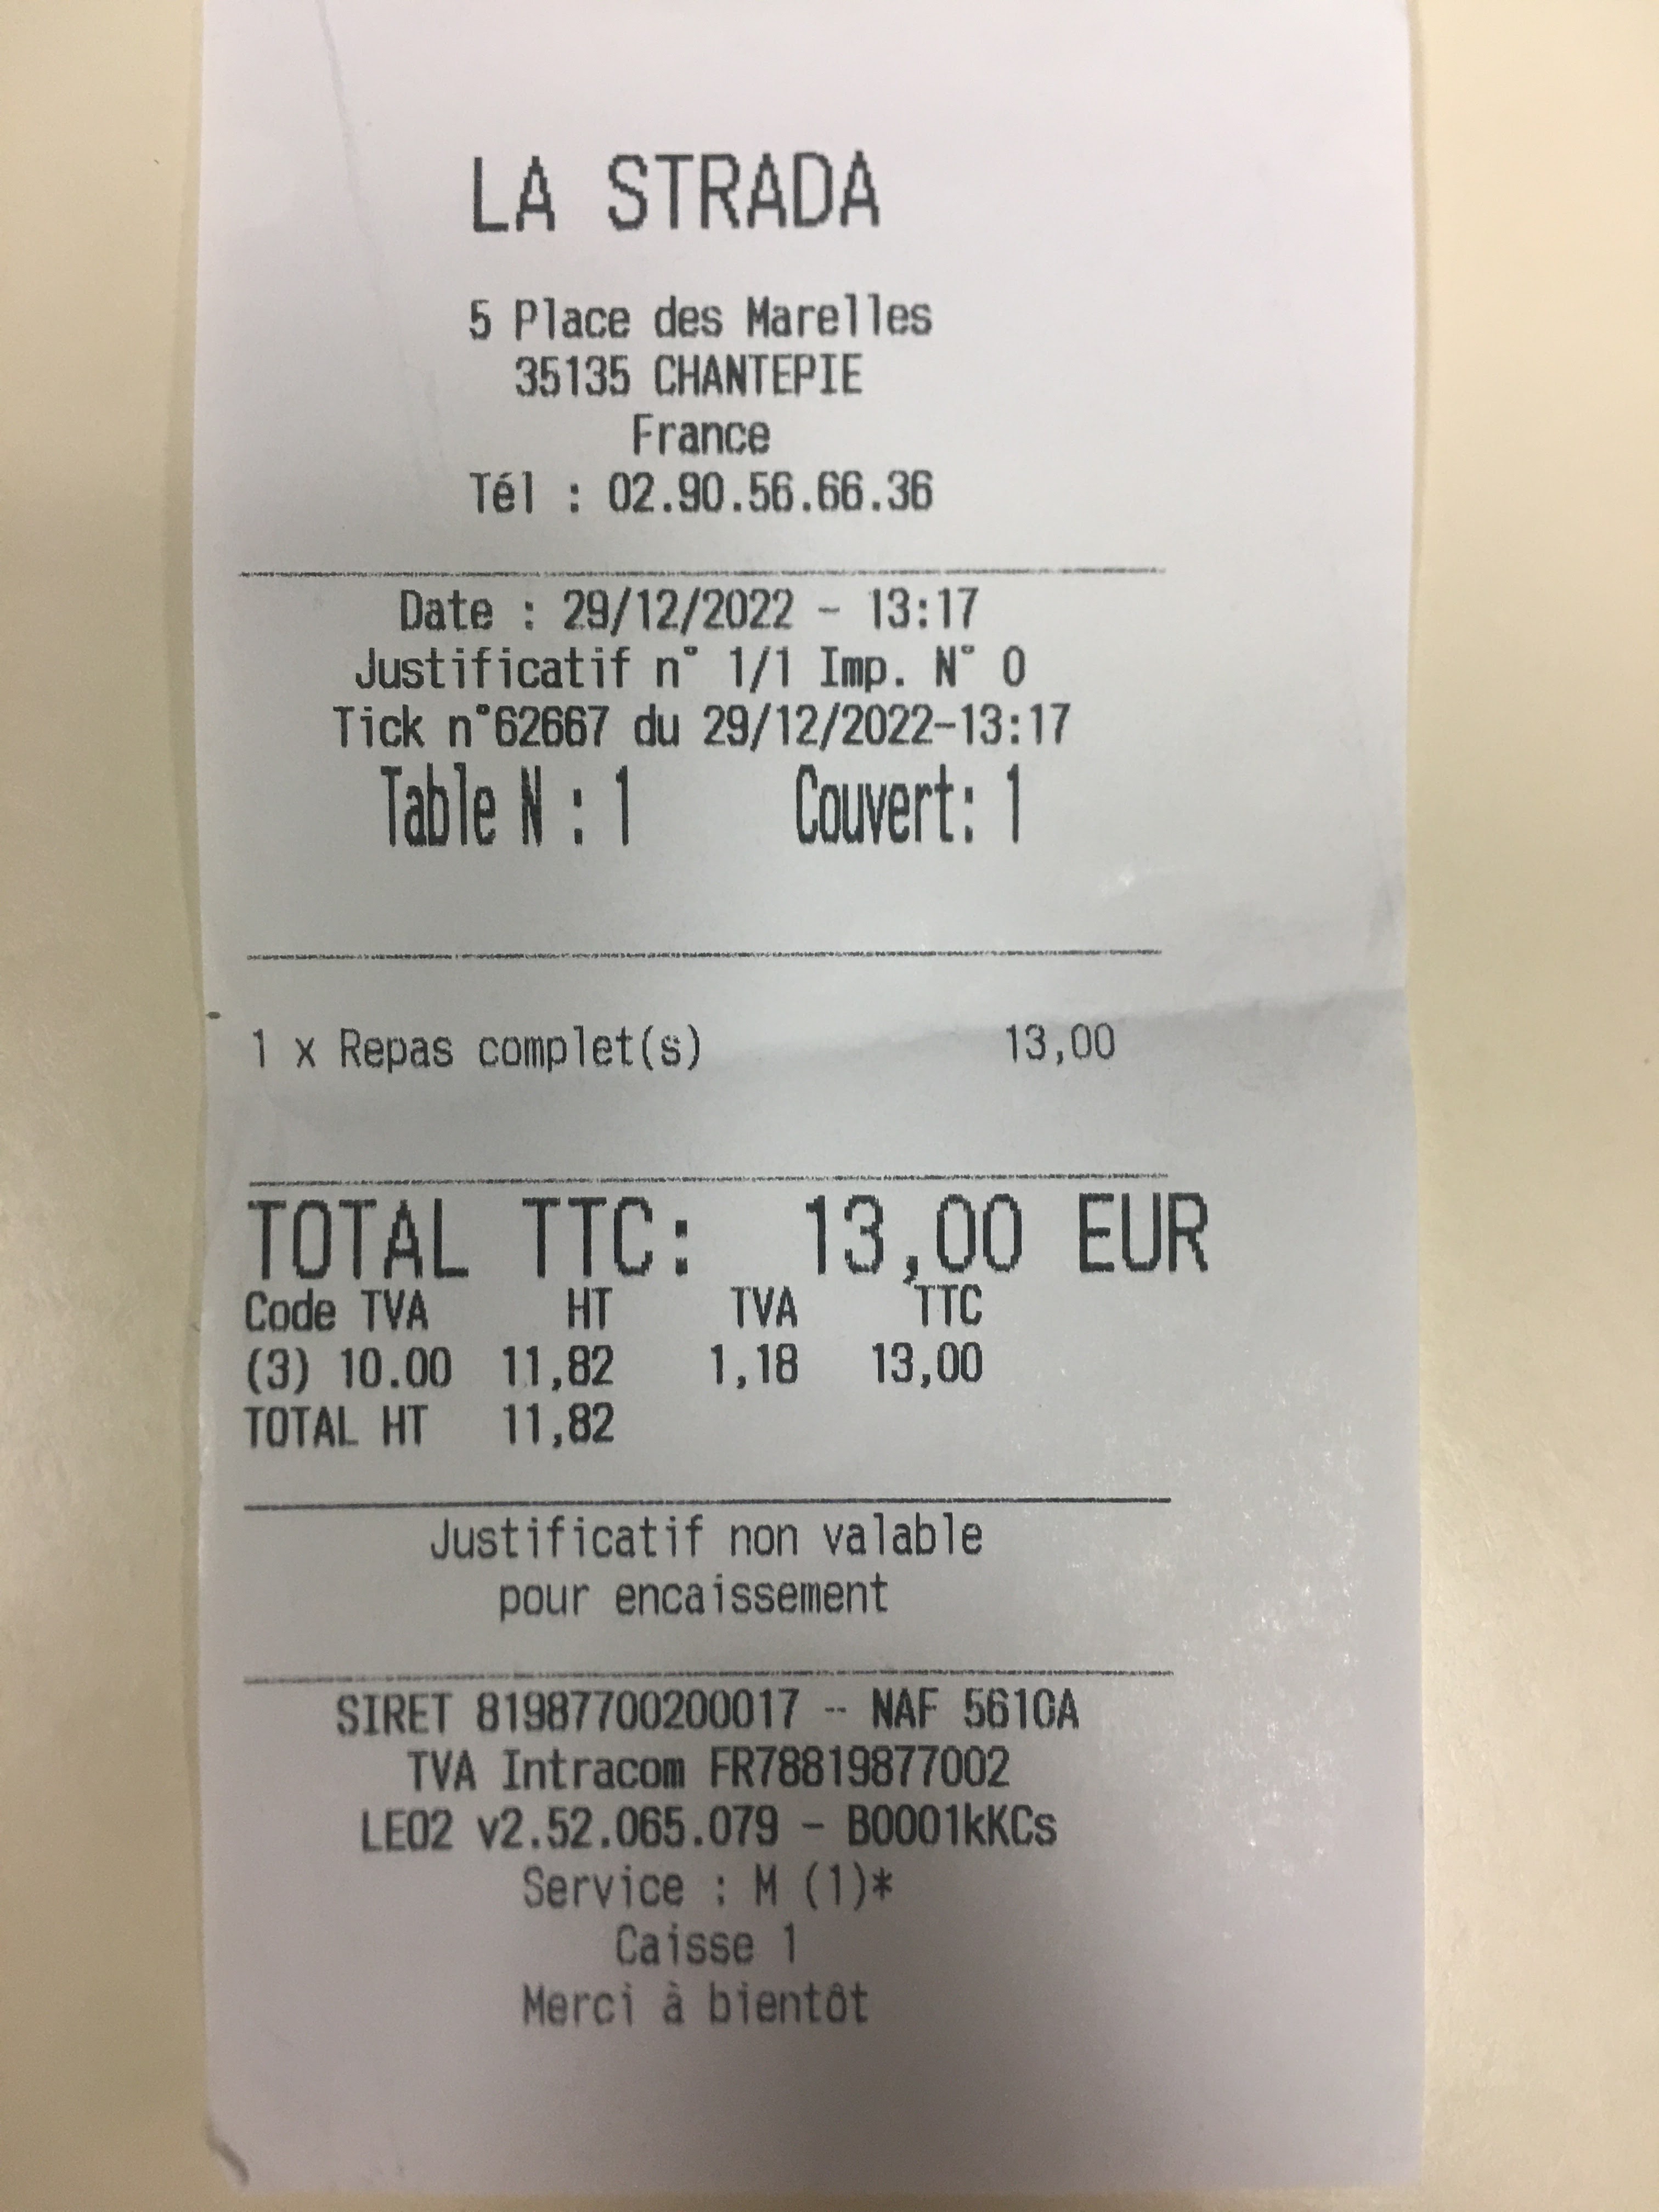 LA STRADA
5 Place des Marelles
35135 CHANTEPIE
France
Tél : 02.90.56.66.36
Date : 29/12/2022 - 13:17
Justificatif n° 1/1 Imp. N° 0
Tick n°62667 du 29/12/2022-13:17
Table N : 1 Couvert: 1
1 x Repas complet(s) 13,00
TOTAL TTC: 13,00 EUR
Code TVA HT TVA TTC
(3) 10.00 11,82 1,18 13,00
TOTAL HT 11,82
Justificatif non valable
pour encaissement
SIRET 81987700200017 -- NAF 5610A
TVA Intracom FR78819877002
LEO2 v2.52.065.079 - B0001kKCs
Service : M (1)*
Caisse 1
Merci à bientôt